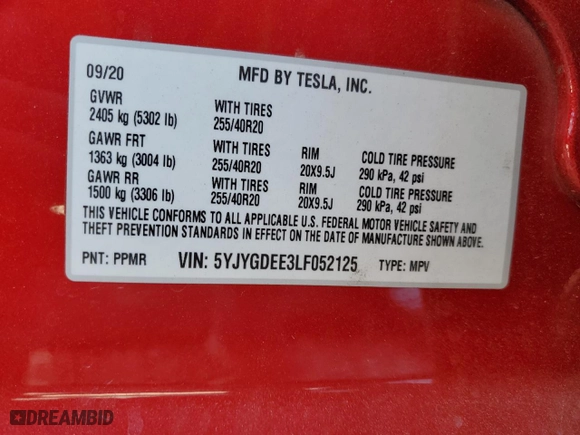 09/20 MFD BY TESLA, INC.
GVWR
2405 kg (5302 lb) WITH TIRES 255/40R20
GAWR FRT
1363 kg (3004 lb) WITH TIRES 255/40R20 RIM 20X9.5J COLD TIRE PRESSURE 290 kPa, 42 psi
GAWR RR
1500 kg (3306 lb) WITH TIRES 255/40R20 RIM 20X9.5J COLD TIRE PRESSURE 290 kPa, 42 psi
THIS VEHICLE CONFORMS TO ALL APPLICABLE U.S. FEDERAL MOTOR VEHICLE SAFETY AND
THEFT PREVENTION STANDARDS IN EFFECT ON THE DATE OF MANUFACTURE SHOWN ABOVE.
PNT: PPMR VIN: 5YJYGDEE3LF052125 TYPE: MPV
DREAMBID